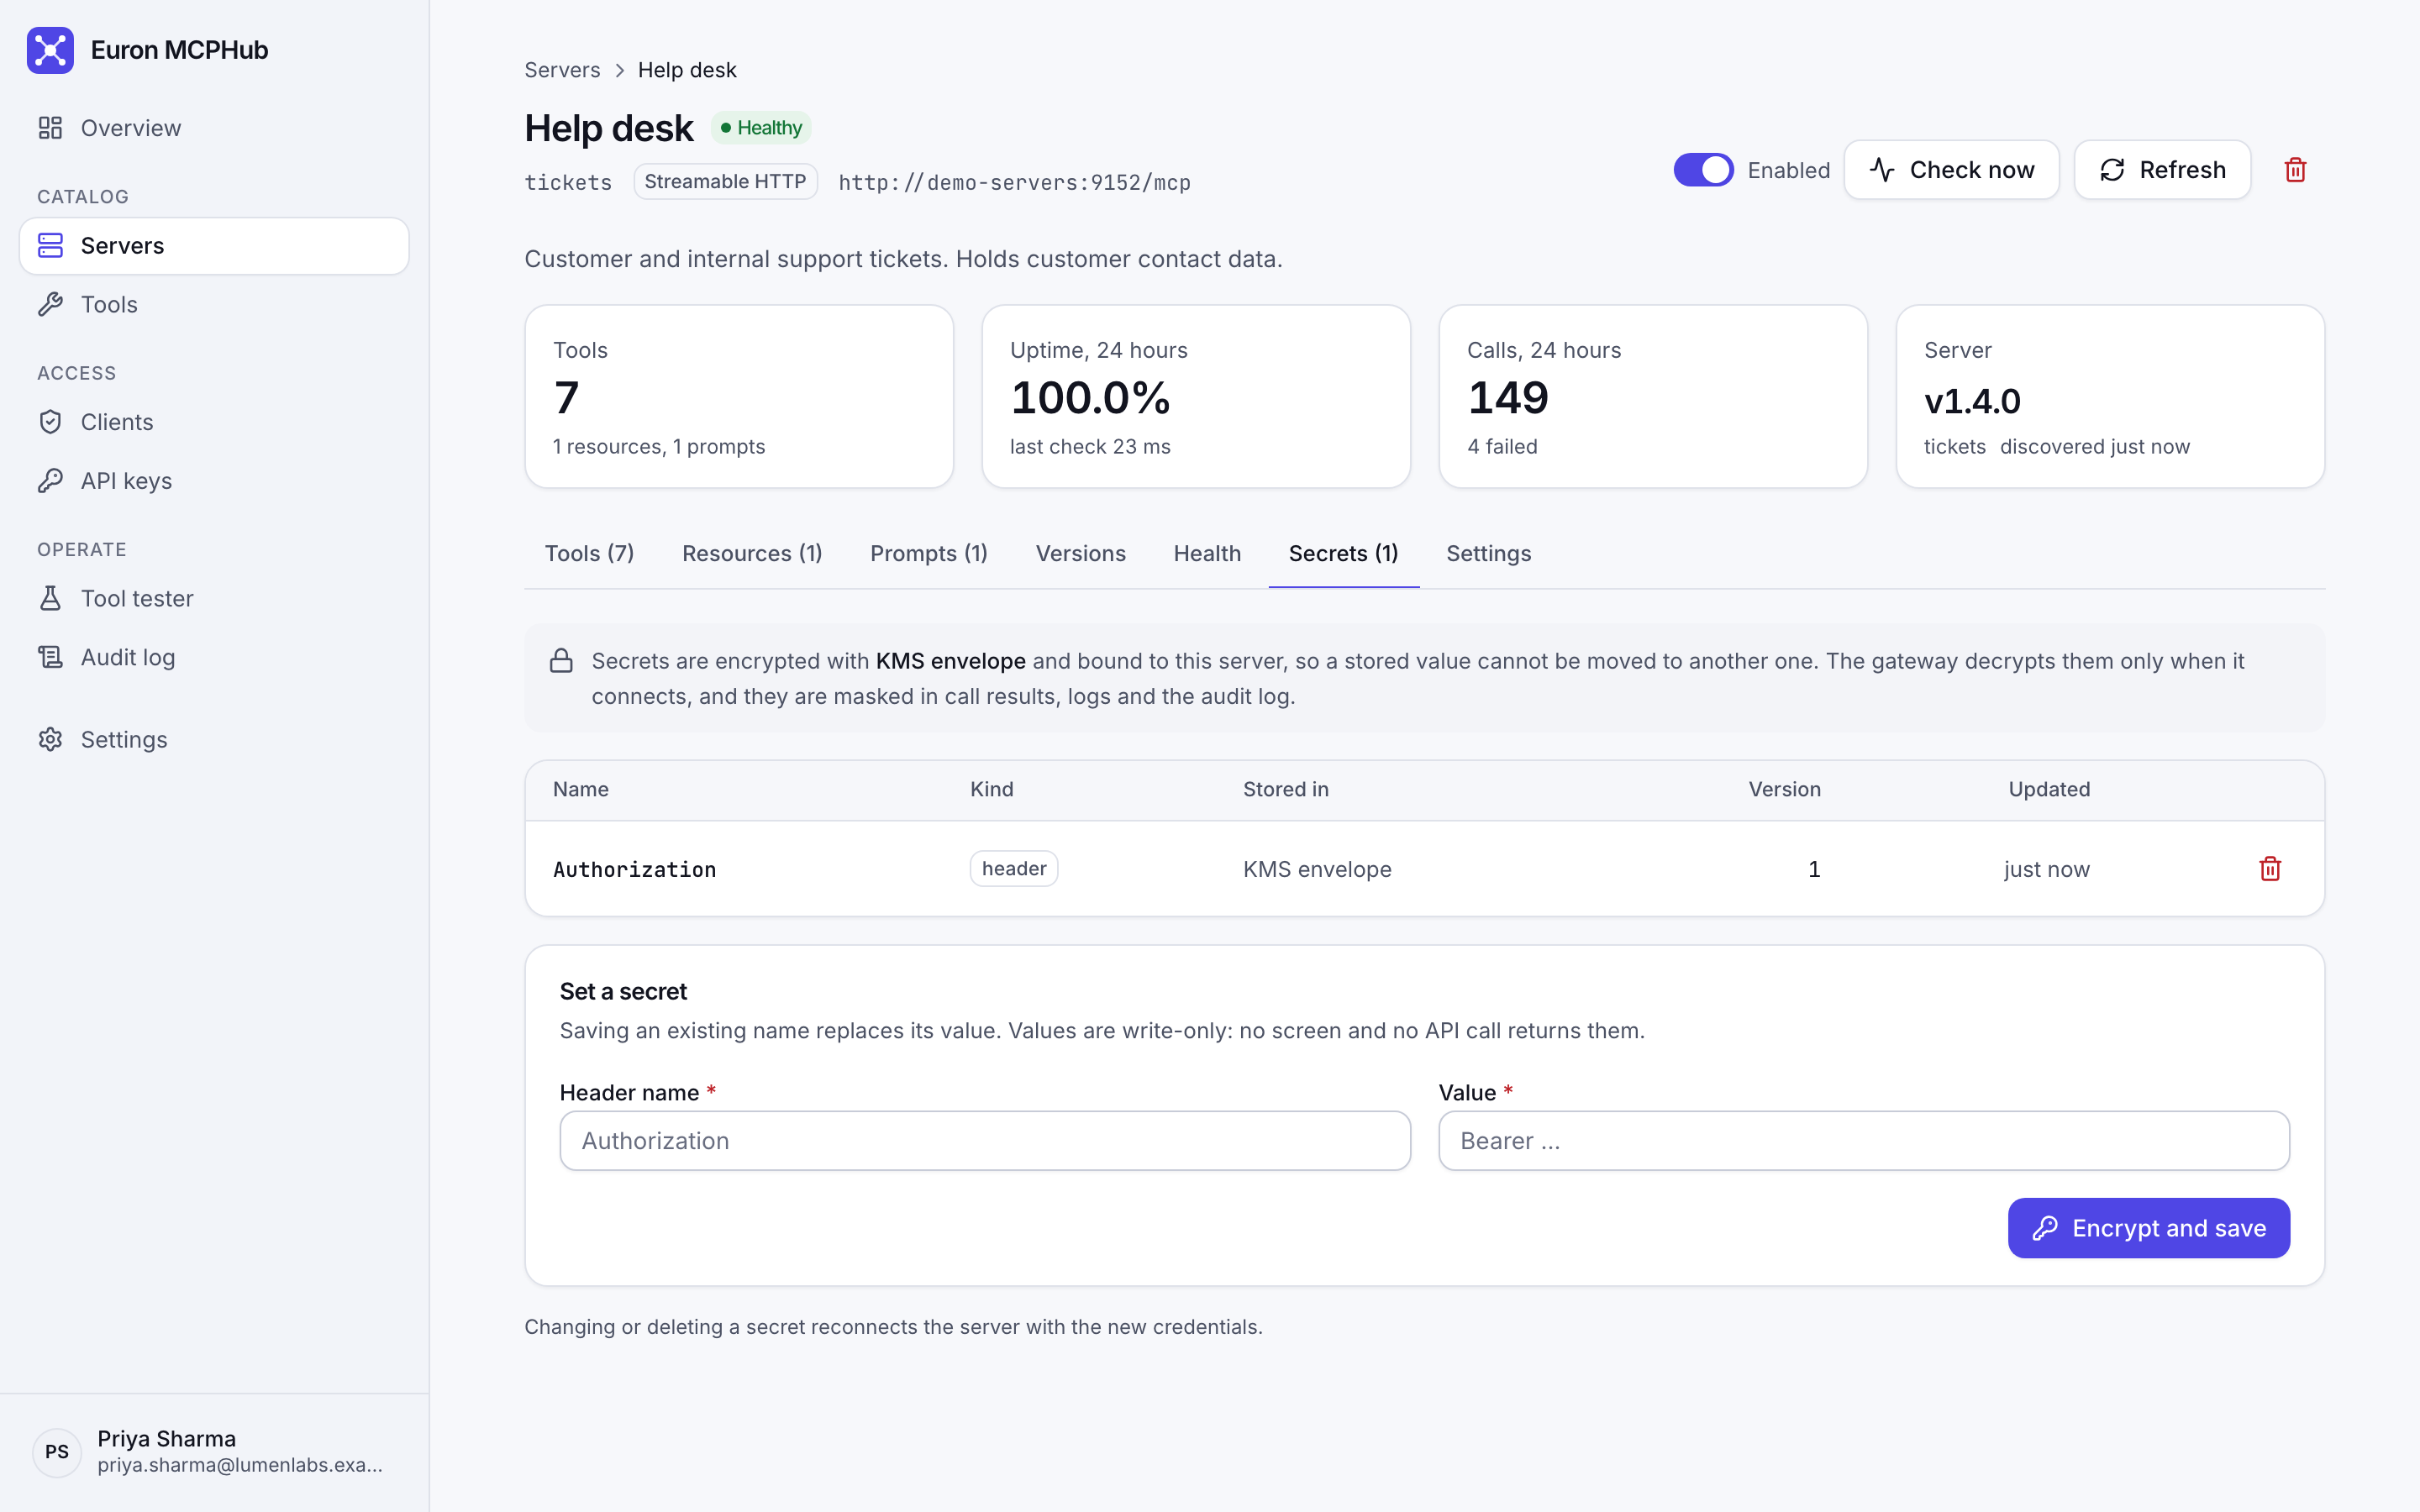 Euron MCPHub
Overview
CATALOG
Servers
Tools
ACCESS
Clients
API keys
OPERATE
Tool tester
Audit log
Settings
PS
Priya Sharma
priya.sharma@lumenlabs.exa...
Servers > Help desk
Help desk Healthy
tickets Streamable HTTP http://demo-servers:9152/mcp
Enabled Check now Refresh
Customer and internal support tickets. Holds customer contact data.
Tools
7
1 resources, 1 prompts
Uptime, 24 hours
100.0%
last check 23 ms
Calls, 24 hours
149
4 failed
Server
v1.4.0
tickets discovered just now
Tools (7) Resources (1) Prompts (1) Versions Health Secrets (1) Settings
Secrets are encrypted with KMS envelope and bound to this server, so a stored value cannot be moved to another one. The gateway decrypts them only when it
connects, and they are masked in call results, logs and the audit log.
Name Kind Stored in Version Updated
Authorization header KMS envelope 1 just now
Set a secret
Saving an existing name replaces its value. Values are write-only: no screen and no API call returns them.
Header name * Value *
Authorization Bearer ...
Encrypt and save
Changing or deleting a secret reconnects the server with the new credentials.